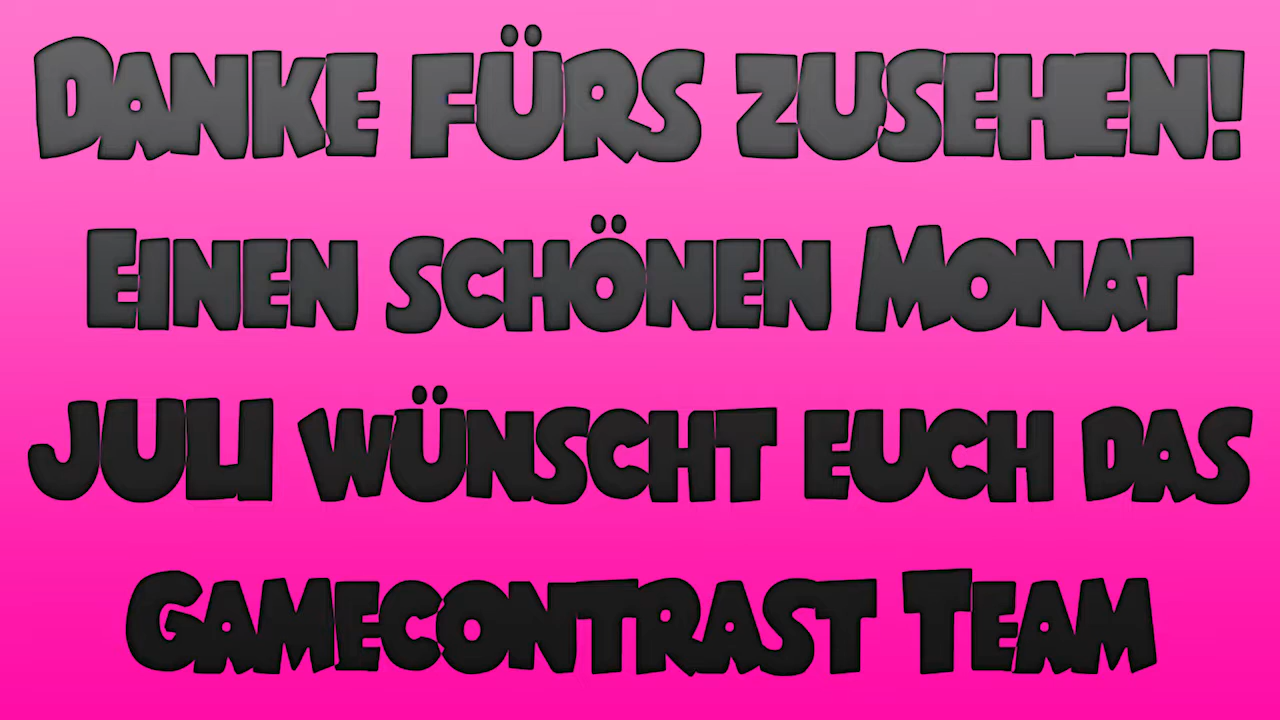 Danke fürs zusehen!
Einen schönen Monat
Juli wünscht euch das
Gamecontrast Team